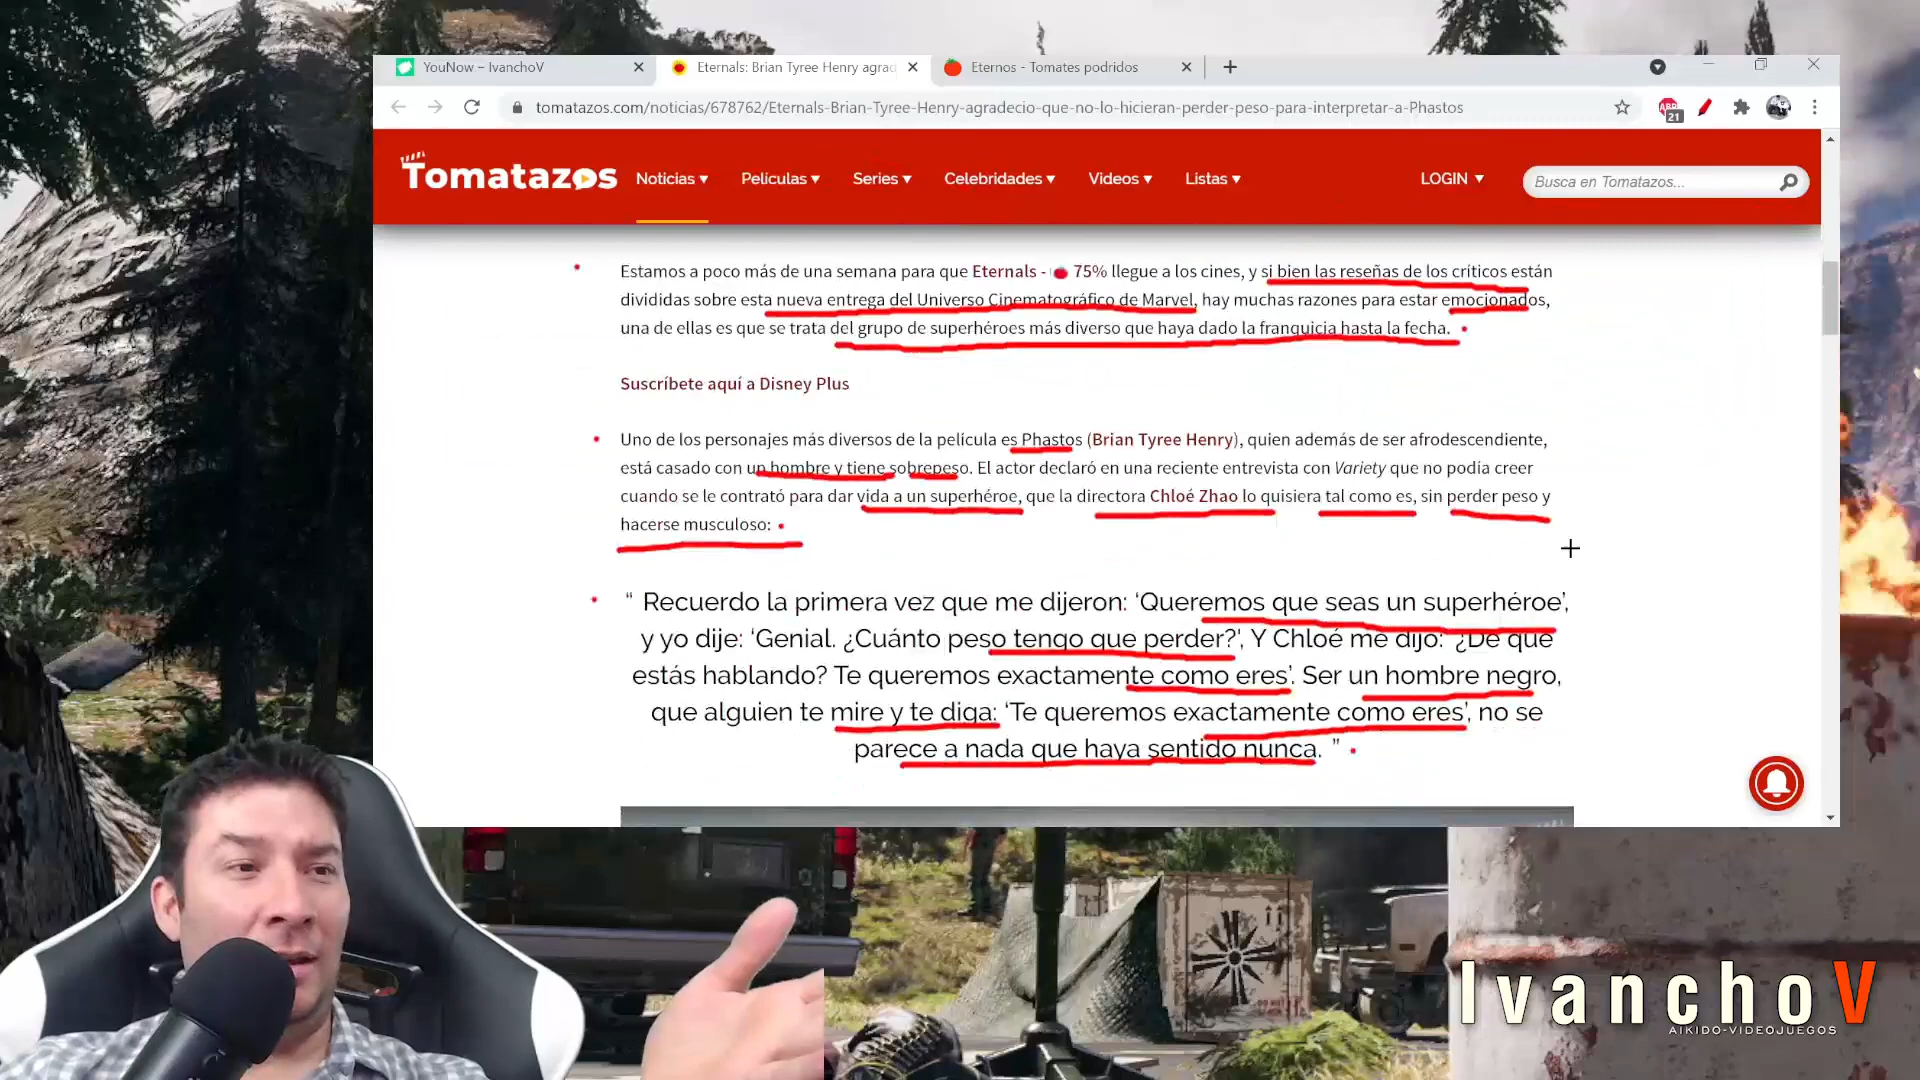 YouNow – IvanchoV
Eternals: Brian Tyree Henry agrad
Eternos - Tomates podridos
tomatazos.com/noticias/678762/Eternals-Brian-Tyree-Henry-agradecio-que-no-lo-hicieran-perder-peso-para-interpretar-a-Phastos
ABP
21
Tomatazos
Noticias ▾
Películas ▾
Series ▾
Celebridades ▾
Videos ▾
Listas ▾
LOGIN ▾
Busca en Tomatazos...
Estamos a poco más de una semana para que Eternals - 75% llegue a los cines, y si bien las reseñas de los críticos están
divididas sobre esta nueva entrega del Universo Cinematográfico de Marvel, hay muchas razones para estar emocionados,
una de ellas es que se trata del grupo de superhéroes más diverso que haya dado la franquicia hasta la fecha.
Suscríbete aquí a Disney Plus
Uno de los personajes más diversos de la película es Phastos (Brian Tyree Henry), quien además de ser afrodescendiente,
está casado con un hombre y tiene sobrepeso. El actor declaró en una reciente entrevista con Variety que no podía creer
cuando se le contrató para dar vida a un superhéroe, que la directora Chloé Zhao lo quisiera tal como es, sin perder peso y
hacerse musculoso:
“ Recuerdo la primera vez que me dijeron: ‘Queremos que seas un superhéroe’,
y yo dije: ‘Genial. ¿Cuánto peso tengo que perder?', Y Chloé me dijo: ‘¿De qué
estás hablando? Te queremos exactamente como eres’. Ser un hombre negro,
que alguien te mire y te diga: ‘Te queremos exactamente como eres’, no se
parece a nada que haya sentido nunca. ”
IvanchoV
AIKIDO-VIDEOJUEGOS